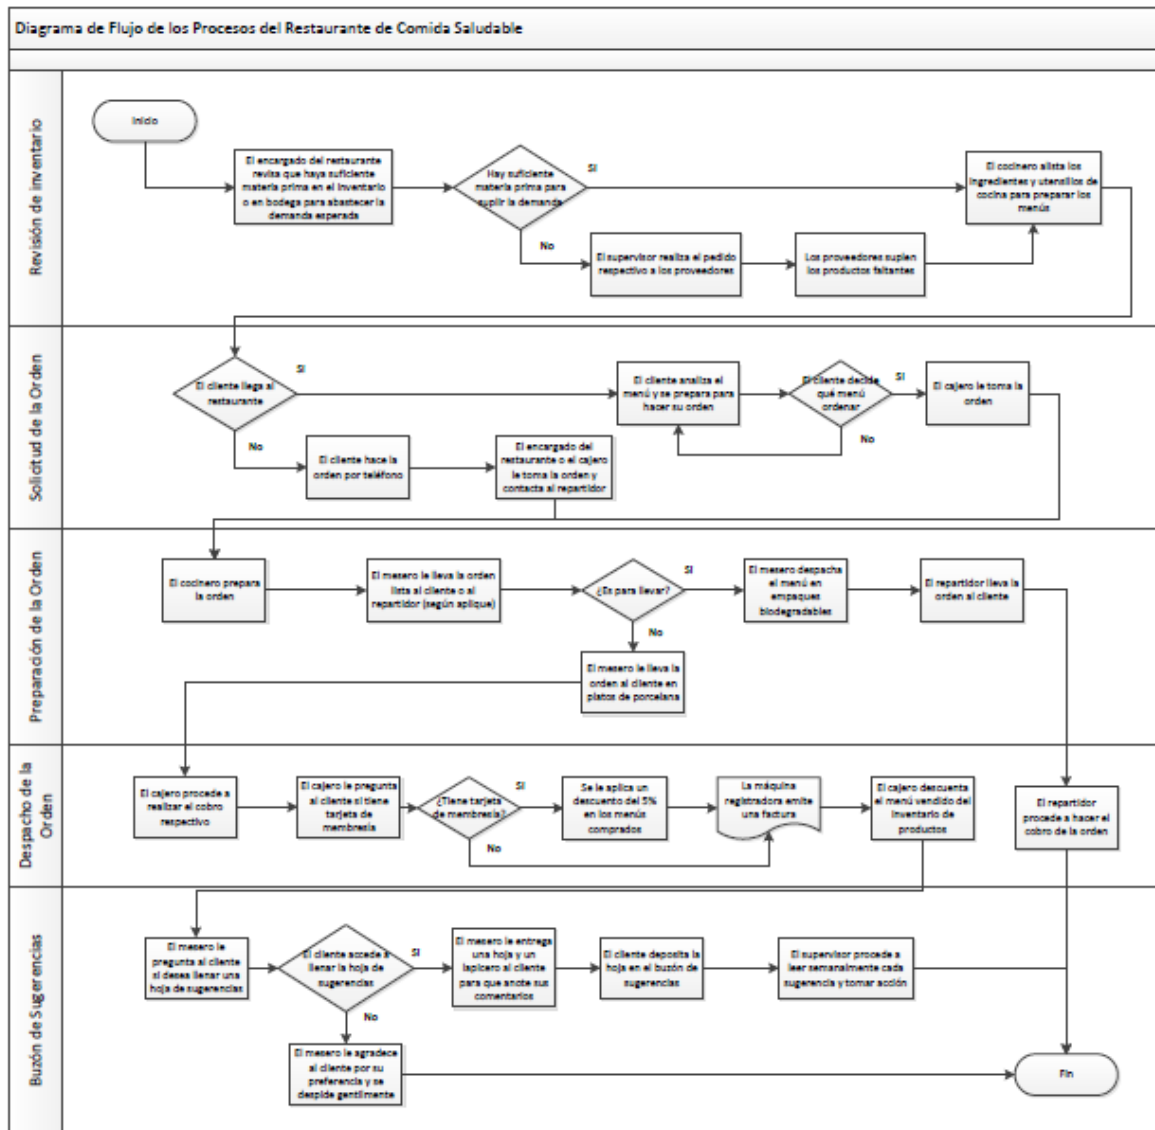 Diagrama de Flujo de los Procesos del Restaurante de Comida Saludable
Revisión de inventario
Inicio
El encargado del restaurante
revisa que haya suficiente
materia prima en el inventario
o en bodega para abastecer la
demanda esperada
Hay suficiente
materia prima para
suplir la demanda
SI
No
El supervisor realiza el pedido
respectivo a los proveedores
Los proveedores suplen
los productos faltantes
El cocinero alista los
ingredientes y utensilios de
cocina para preparar los
menús
Solicitud de la Orden
El cliente llega al
restaurante
SI
No
El cliente hace la
orden por teléfono
El encargado del
restaurante o el cajero
le toma la orden y
contacta al repartidor
El cliente analiza el
menú y se prepara para
hacer su orden
El cliente decide
qué menú
ordenar
SI
No
El cajero le toma la
orden
Preparación de la Orden
El cocinero prepara
la orden
El mesero le lleva la orden
lista al cliente o al
repartidor (según aplique)
¿Es para llevar?
SI
No
El mesero despacha
el menú en
empaques
biodegradables
El repartidor lleva la
orden al cliente
El mesero le lleva la
orden al cliente en
platos de porcelana
Despacho de la
Orden
El cajero procede a
realizar el cobro
respectivo
El cajero le pregunta
al cliente si tiene
tarjeta de
membresía
¿Tiene tarjeta
de membresía?
SI
No
Se le aplica un
descuento del 5%
en los menús
comprados
La máquina
registradora emite
una factura
El cajero descuenta
el menú vendido del
inventario de
productos
El repartidor
procede a hacer el
cobro de la orden
Buzón de Sugerencias
El mesero le
pregunta al cliente
si desea llenar una
hoja de sugerencias
El cliente accede a
llenar la hoja de
sugerencias
SI
No
El mesero le entrega
una hoja y un
lapicero al cliente
para que anote sus
comentarios
El cliente deposita la
hoja en el buzón de
sugerencias
El supervisor procede a
leer semanalmente cada
sugerencia y tomar acción
El mesero le agradece
al cliente por su
preferencia y se
despide gentilmente
Fin